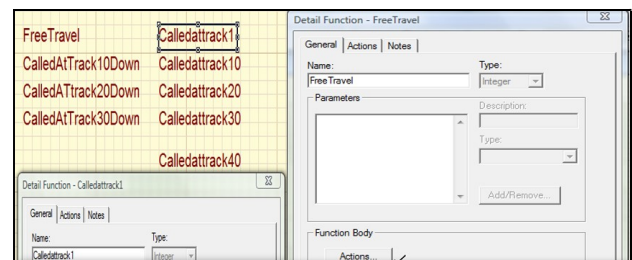 FreeTravel Calledattrack1
CalledAtTrack10Down Calledattrack10
CalledATtrack20Down Calledattrack20
CalledAtTrack30Down Calledattrack30
Calledattrack40
Detail Function - Calledattrack1
General Actions Notes
Name: Type:
Calledattrack1 Integer
Detail Function - FreeTravel
General Actions Notes
Name: Type:
FreeTravel Integer
Parameters
Description:
Type:
Add/Remove...
Function Body
Actions...